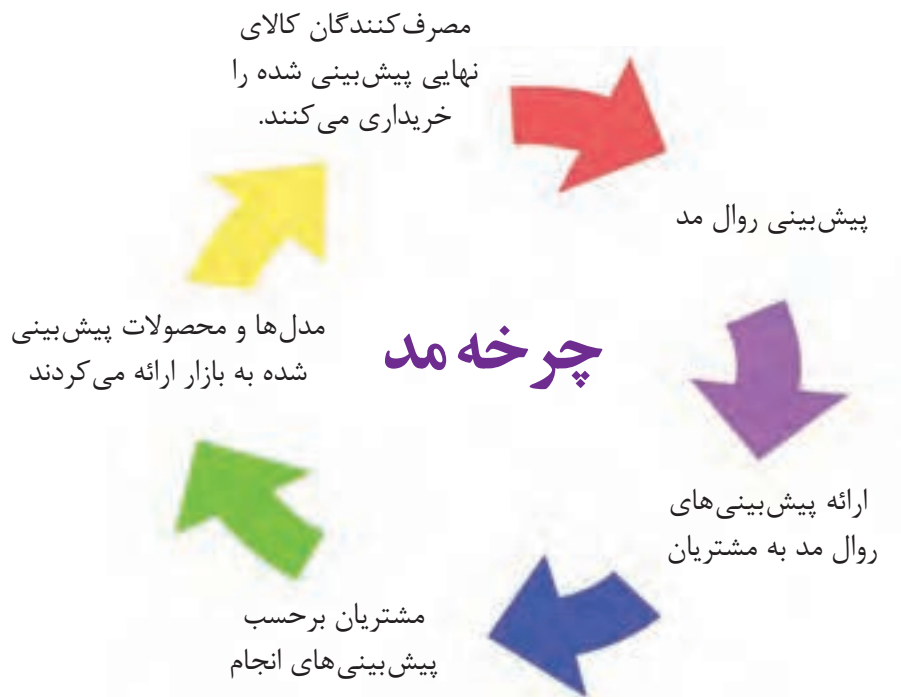 چرخه مد
مصرف‌کنندگان کالای
نهایی پیش‌بینی شده را
خریداری می‌کنند.
پیش‌بینی روال مد
ارائه پیش‌بینی‌های
روال مد به مشتریان
مشتریان برحسب
پیش‌بینی‌های انجام
مدل‌ها و محصولات پیش‌بینی
شده به بازار ارائه می‌کردند